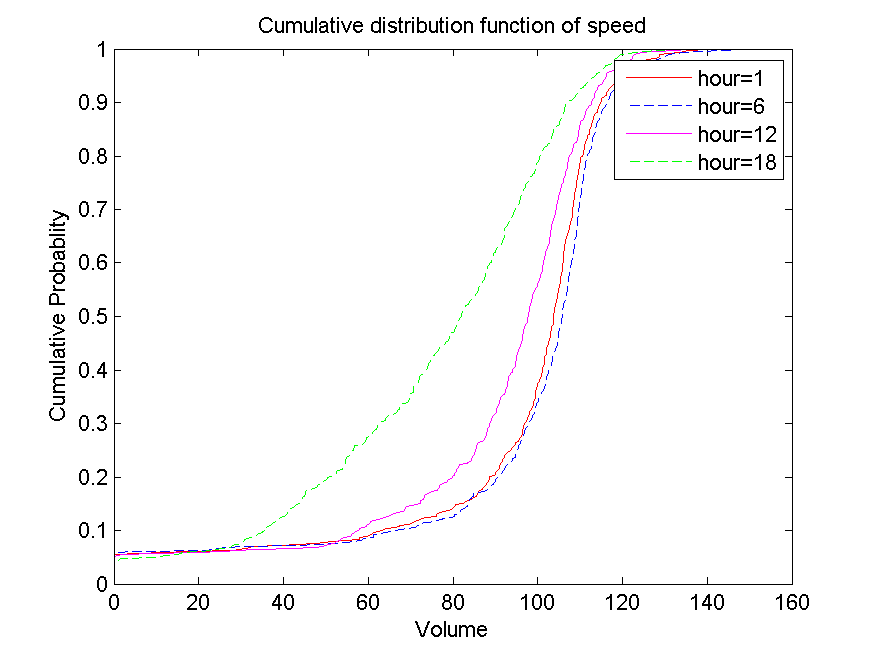 Cumulative distribution function of speed
1
0.9
0.8
0.7
0.6
0.5
0.4
0.3
0.2
0.1
0
Cumulative Probablity
hour=1
hour=6
hour=12
hour=18
0 20 40 60 80 100 120 140 160
Volume